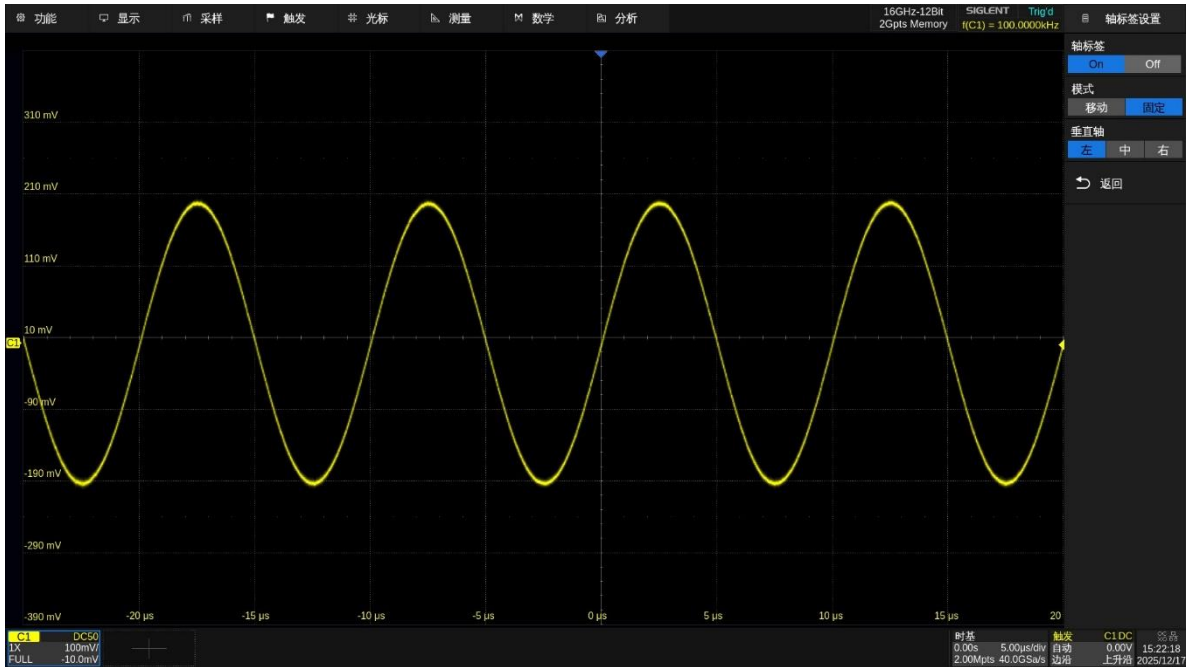 功能 显示 采样 触发 光标 测量 数学 分析
16GHz-12Bit SIGLENT Trig'd
2Gpts Memory f(C1) = 100.0000kHz
轴标签设置
轴标签
On Off
模式
移动 固定
垂直轴
左 中 右
返回
310 mV
210 mV
110 mV
10 mV
C1
-90 mV
-190 mV
-290 mV
-390 mV -20 μs -15 μs -10 μs -5 μs 0 μs 5 μs 10 μs 15 μs 20
C1 DC50
1X 100mV/
FULL -10.0mV
时基
0.00s 5.00μs/div
2.00Mpts 40.0GSa/s
触发 C1 DC
自动 0.00V
边沿 上升沿
15:22:18
2025/12/17